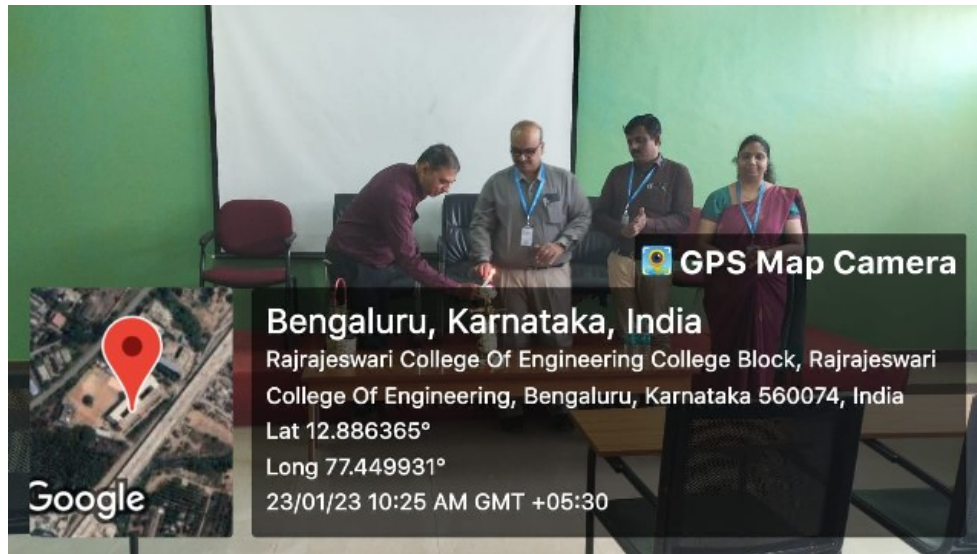 GPS Map Camera
Bengaluru, Karnataka, India
Rajrajeswari College Of Engineering College Block, Rajrajeswari
College Of Engineering, Bengaluru, Karnataka 560074, India
Lat 12.886365°
Long 77.449931°
23/01/23 10:25 AM GMT +05:30
Google